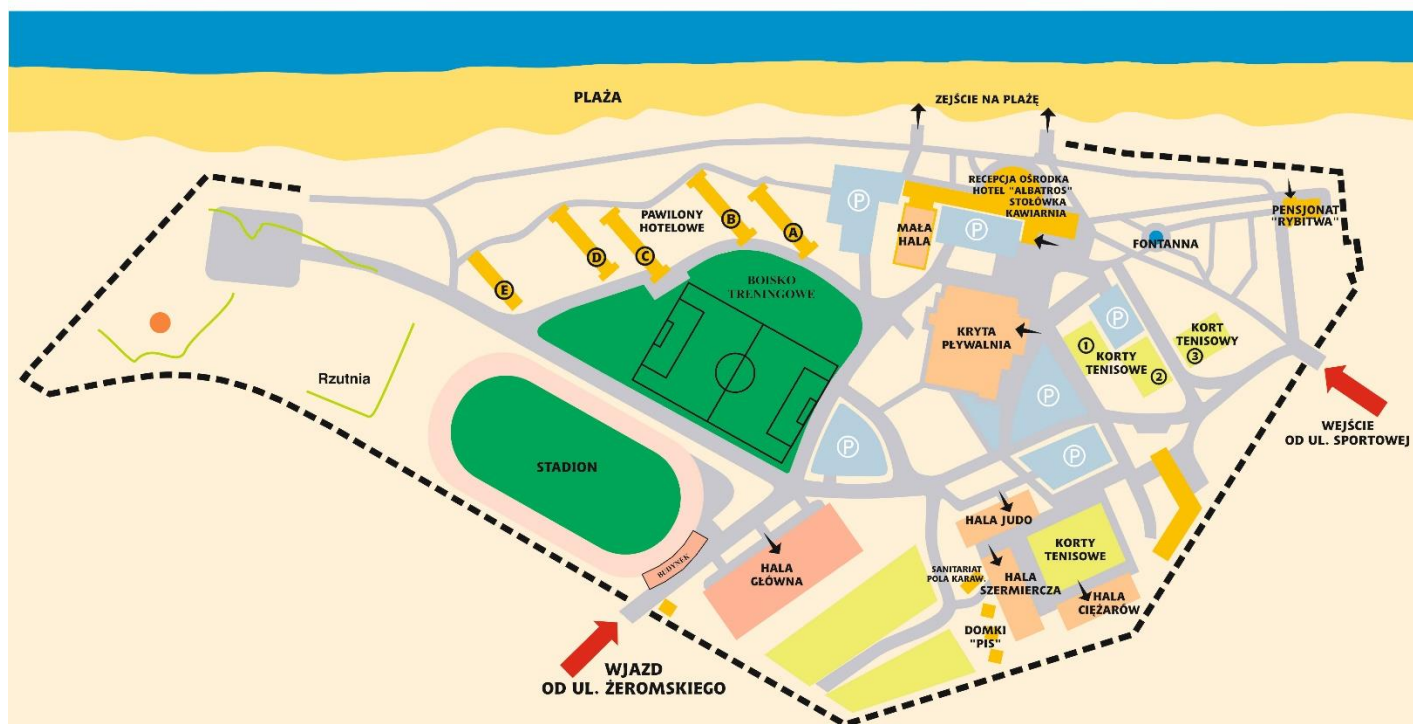 PLAŻA
ZEJŚCIE NA PLAŻĘ
RECEPCJA OŚRODKA
HOTEL "ALBATROS"
STOŁÓWKA
KAWIARNIA
P
P
MAŁA
HALA
PENSJONAT
"RYBITWA"
FONTANNA
PAWILONY
HOTELOWE
A
B
C
D
E
BOISKO
TRENINGOWE
KRYTA
PŁYWALNIA
P
1
KORTY
TENISOWE
2
KORT
TENISOWY
3
WEJŚCIE
OD UL. SPORTOWEJ
Rzutnia
STADION
P
P
P
HALA JUDO
KORTY
TENISOWE
BUDYNEK
HALA
GŁÓWNA
SANITARIAT
POLA KARAW.
HALA
SZERMIERCZA
HALA
CIĘŻARÓW
DOMKI
"PIS"
WJAZD
OD UL. ŻEROMSKIEGO